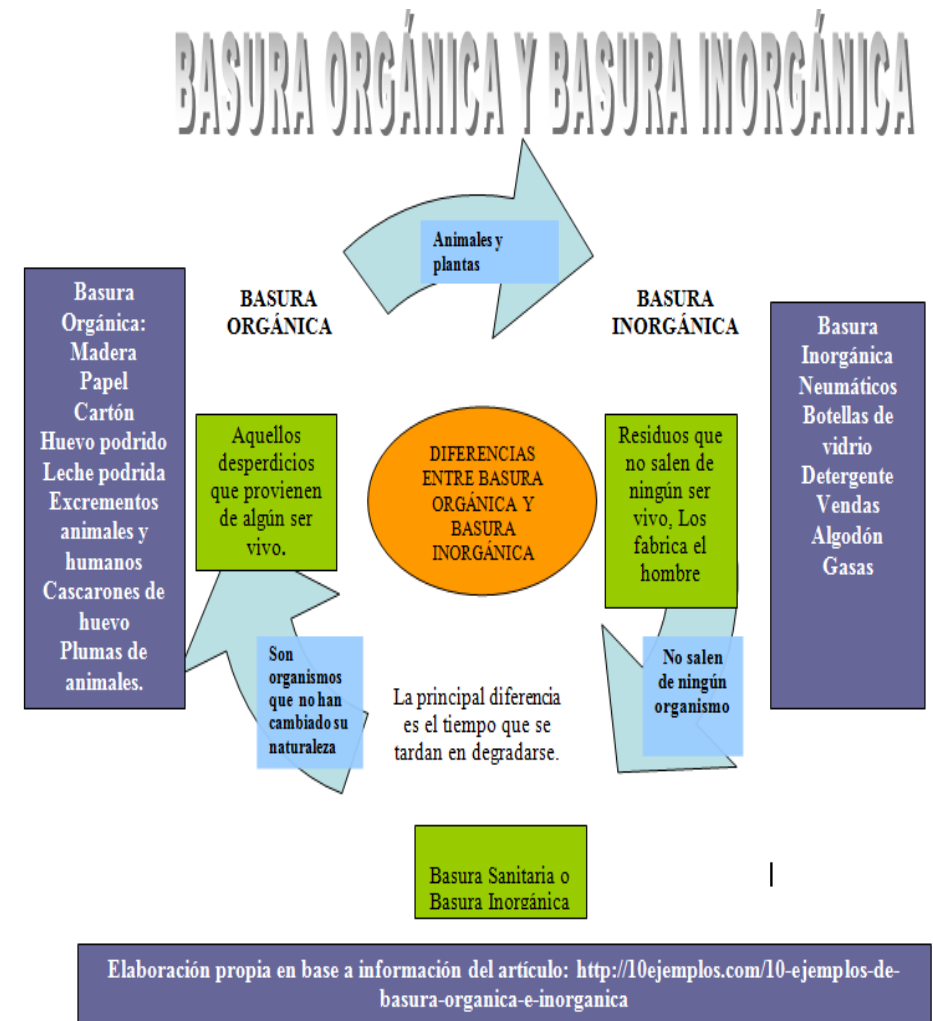 BASURA ORGÁNICA Y BASURA INORGÁNICA
Animales y
plantas
BASURA
ORGÁNICA
BASURA
INORGÁNICA
Basura
Orgánica:
Madera
Papel
Cartón
Huevo podrido
Leche podrida
Excrementos
animales y
humanos
Cascarones de
huevo
Plumas de
animales.
Aquellos
desperdicios
que provienen
de algún ser
vivo.
DIFERENCIAS
ENTRE BASURA
ORGÁNICA Y
BASURA
INORGÁNICA
Residuos que
no salen de
ningún ser
vivo, Los
fabrica el
hombre
Basura
Inorgánica
Neumáticos
Botellas de
vidrio
Detergente
Vendas
Algodón
Gasas
Son
organismos
que no han
cambiado su
naturaleza
La principal diferencia
es el tiempo que se
tardan en degradarse.
No salen
de ningún
organismo
Basura Sanitaria o
Basura Inorgánica
Elaboración propia en base a información del artículo: http://10ejemplos.com/10-ejemplos-de-
basura-organica-e-inorganica